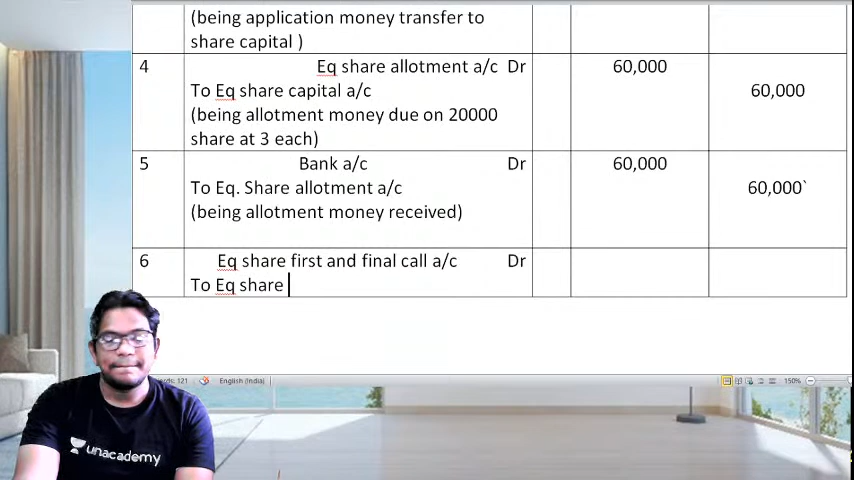 (being application money transfer to
share capital )
4 Eq share allotment a/c Dr 60,000
To Eq share capital a/c 60,000
(being allotment money due on 20000
share at 3 each)
5 Bank a/c Dr 60,000
To Eq. Share allotment a/c 60,000`
(being allotment money received)
6 Eq share first and final call a/c Dr
To Eq share
121 English (India) 150%
unacademy